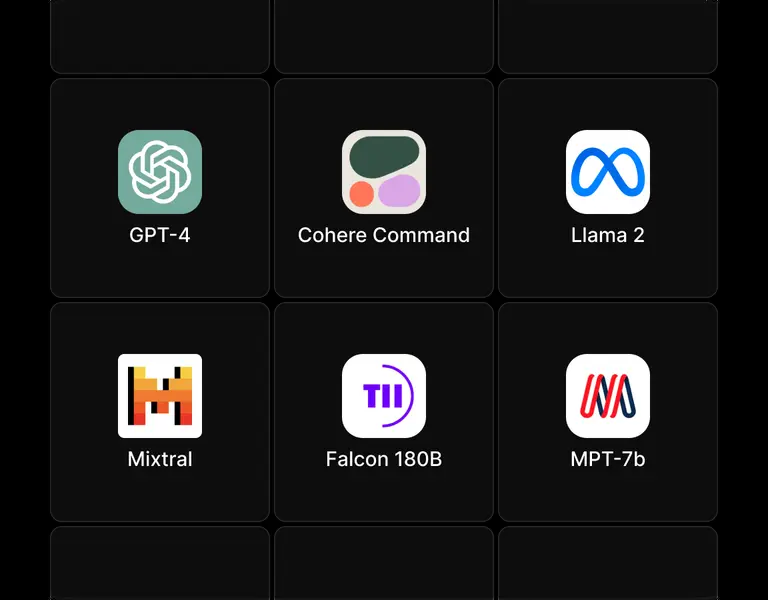 GPT-4
Cohere Command
Llama 2
Mixtral
TII
Falcon 180B
MPT-7b